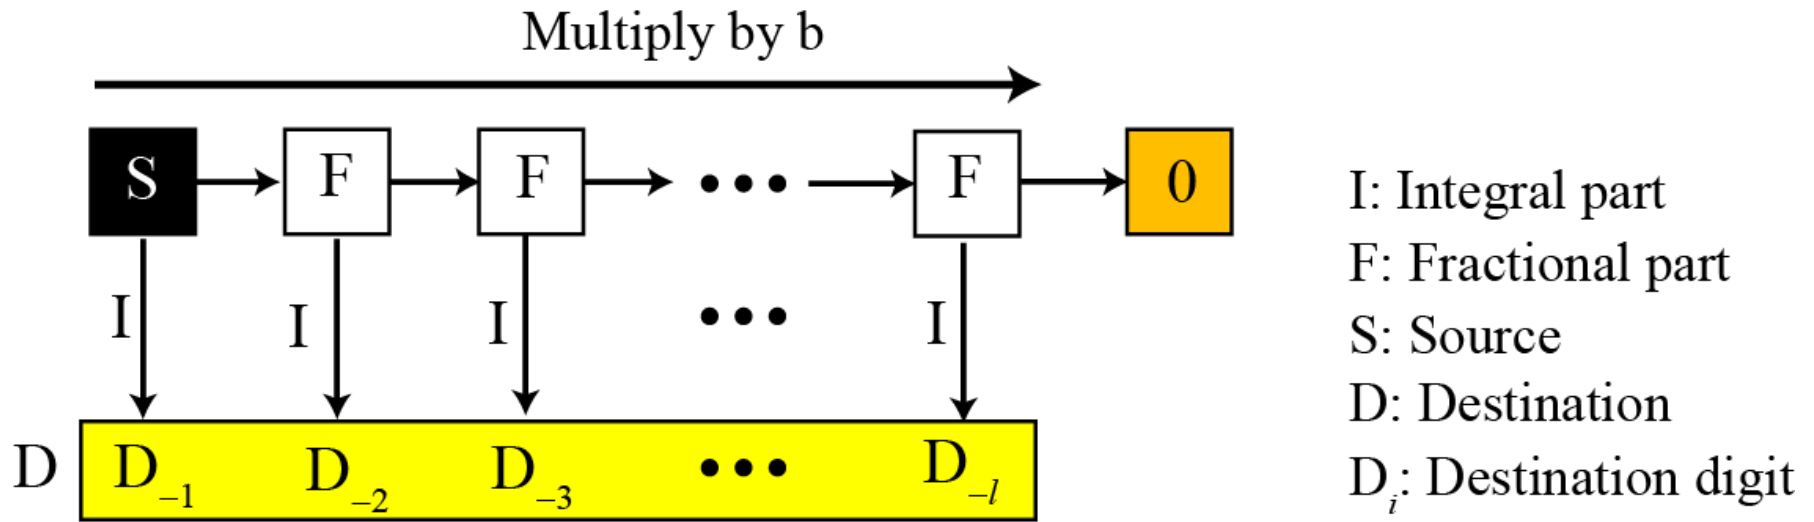 Multiply by b
S F F ••• F 0
I I I ••• I
D D₋₁ D₋₂ D₋₃ ••• D₋ₗ
I: Integral part
F: Fractional part
S: Source
D: Destination
Dᵢ: Destination digit